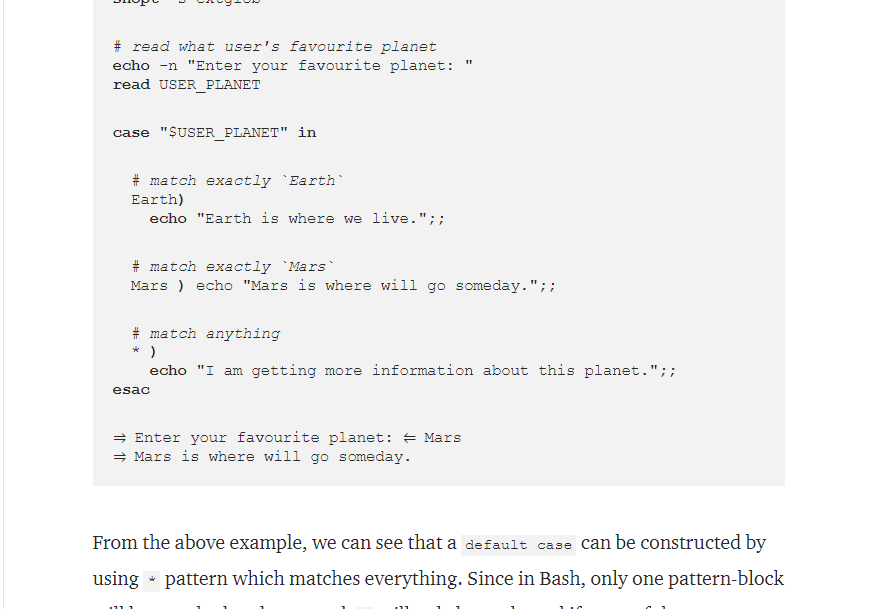 # read what user's favourite planet
echo -n "Enter your favourite planet: "
read USER_PLANET
case "$USER_PLANET" in
# match exactly `Earth`
Earth)
echo "Earth is where we live.";;
# match exactly `Mars`
Mars ) echo "Mars is where will go someday.";;
# match anything
* )
echo "I am getting more information about this planet.";;
esac
⇒ Enter your favourite planet: ⇐ Mars
⇒ Mars is where will go someday.
From the above example, we can see that a default case can be constructed by
using * pattern which matches everything. Since in Bash, only one pattern-block